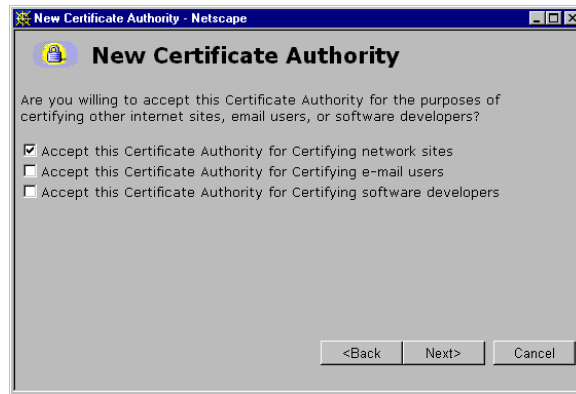 New Certificate Authority - Netscape
New Certificate Authority
Are you willing to accept this Certificate Authority for the purposes of
certifying other internet sites, email users, or software developers?
Accept this Certificate Authority for Certifying network sites
Accept this Certificate Authority for Certifying e-mail users
Accept this Certificate Authority for Certifying software developers
<Back Next> Cancel